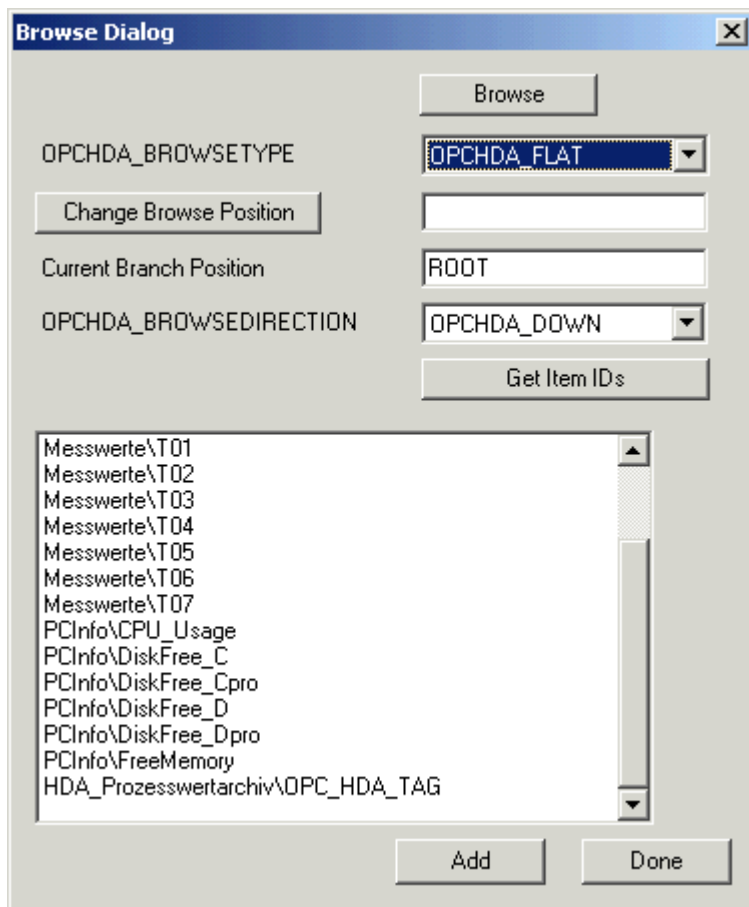 Browse Dialog
Browse
OPCHDA_BROWSETYPE
OPCHDA_FLAT
Change Browse Position
Current Branch Position
ROOT
OPCHDA_BROWSEDIRECTION
OPCHDA_DOWN
Get Item IDs
Messwerte\T01
Messwerte\T02
Messwerte\T03
Messwerte\T04
Messwerte\T05
Messwerte\T06
Messwerte\T07
PCInfo\CPU_Usage
PCInfo\DiskFree_C
PCInfo\DiskFree_Cpro
PCInfo\DiskFree_D
PCInfo\DiskFree_Dpro
PCInfo\FreeMemory
HDA_Prozesswertarchiv\OPC_HDA_TAG
Add
Done